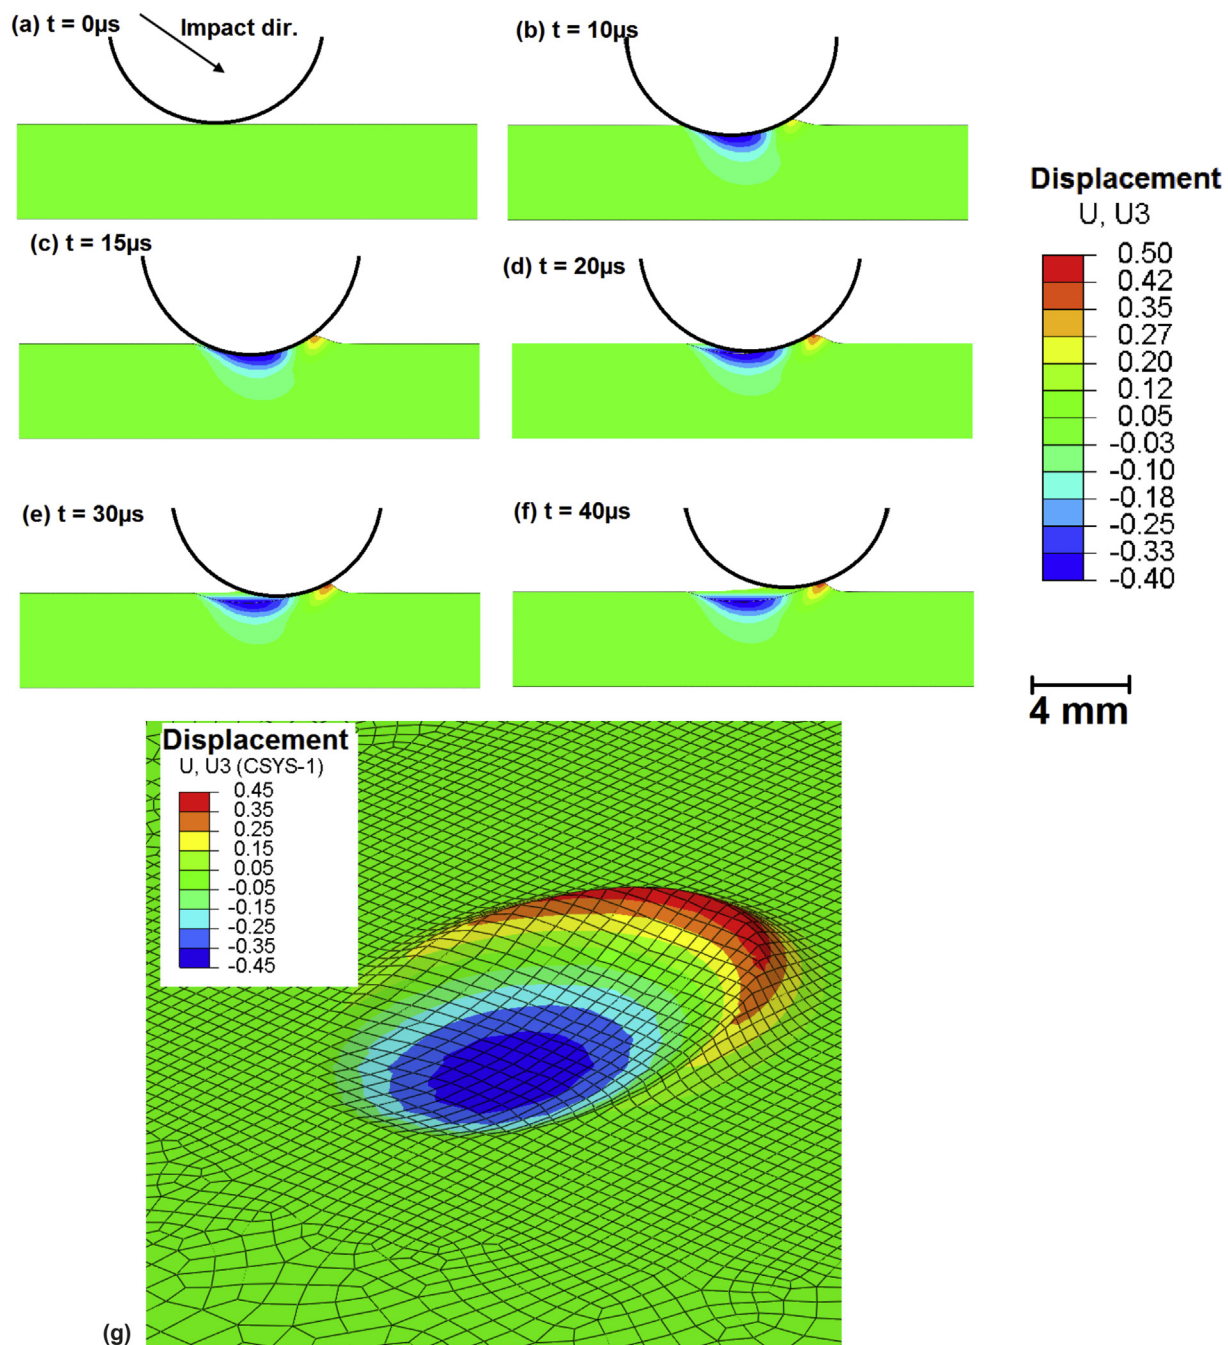 (a) t = 0µs
Impact dir.
(b) t = 10µs
(c) t = 15µs
(d) t = 20µs
(e) t = 30µs
(f) t = 40µs
Displacement
U, U3
0.50
0.42
0.35
0.27
0.20
0.12
0.05
-0.03
-0.10
-0.18
-0.25
-0.33
-0.40
4 mm
Displacement
U, U3 (CSYS-1)
0.45
0.35
0.25
0.15
0.05
-0.05
-0.15
-0.25
-0.35
-0.45
(g)